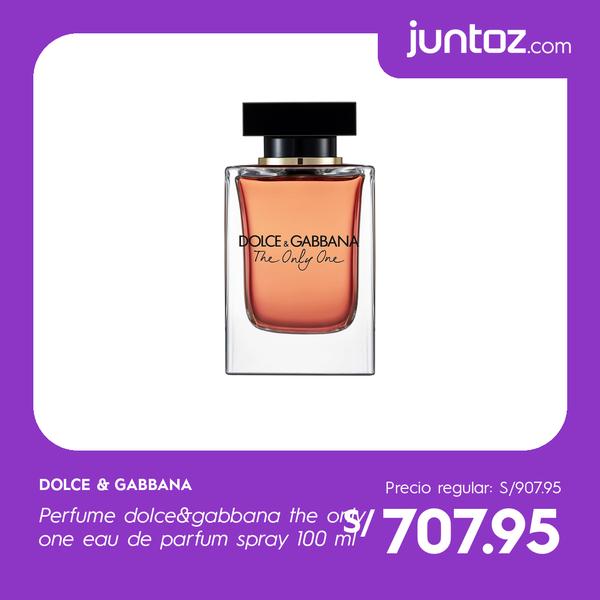 juntoz.com
DOLCE & GABBANA
The Only One
DOLCE & GABBANA
Precio regular: S/907.95
Perfume dolce&gabbana the only
one eau de parfum spray 100 ml
S/ 707.95